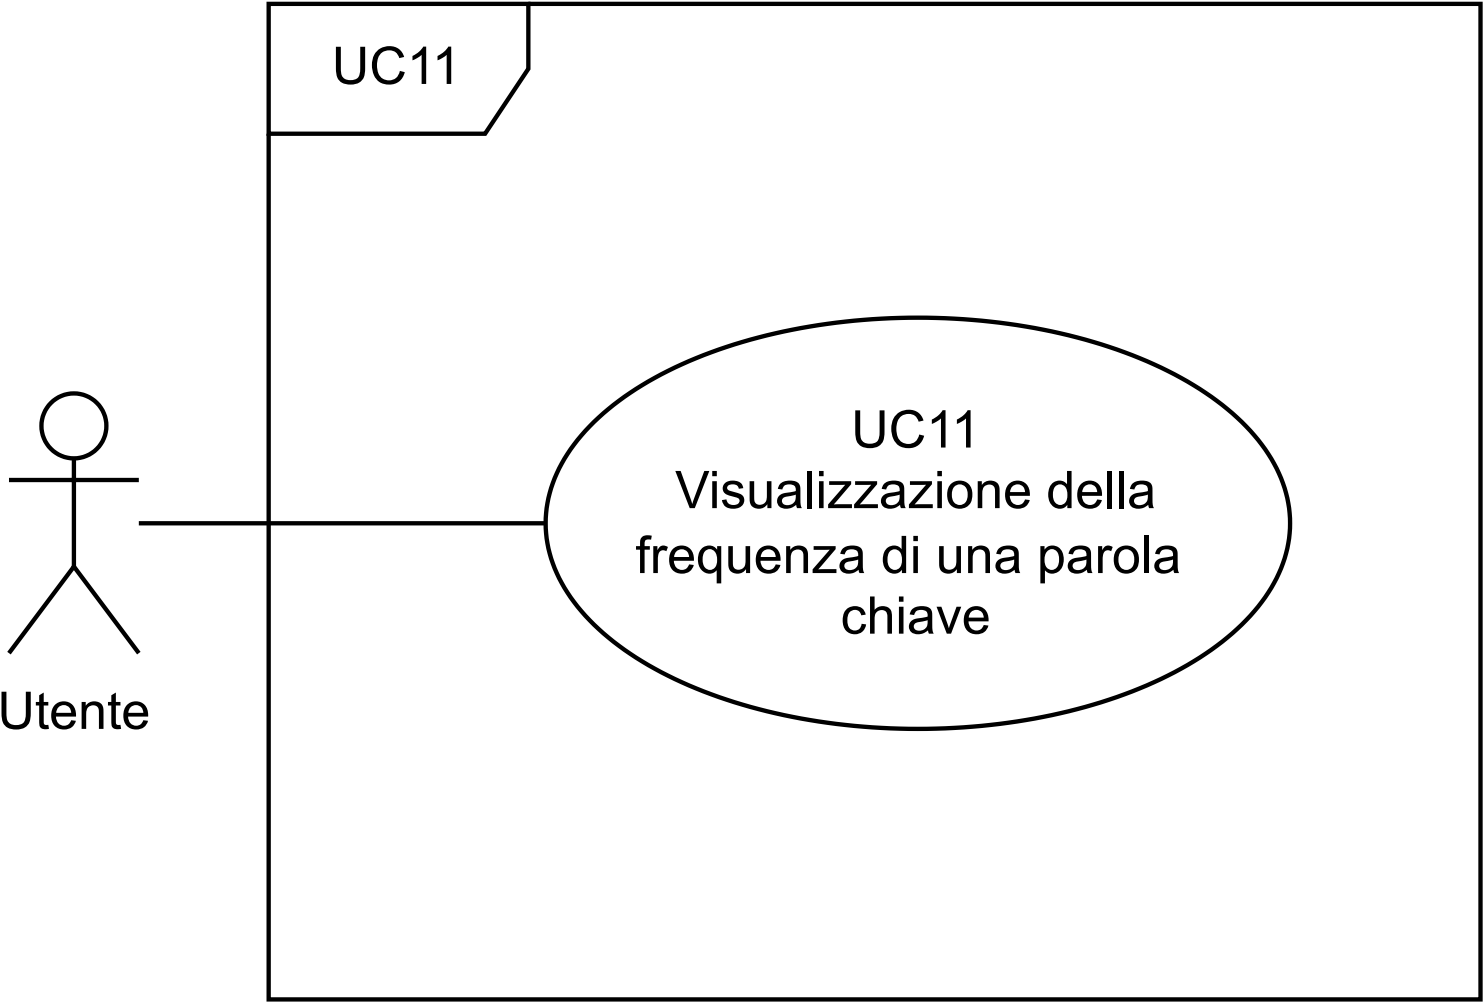 UC11
UC11
Visualizzazione della
frequenza di una parola
chiave
Utente